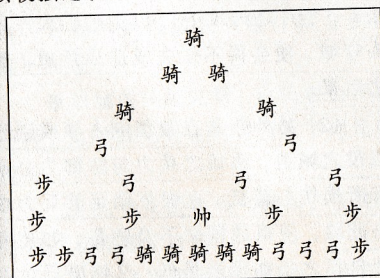 骑
骑 骑
骑 骑
弓 弓
步 弓 弓 弓
步 步 帅 步 步
步 步 弓 弓 骑 骑 骑 骑 骑 弓 弓 弓 步